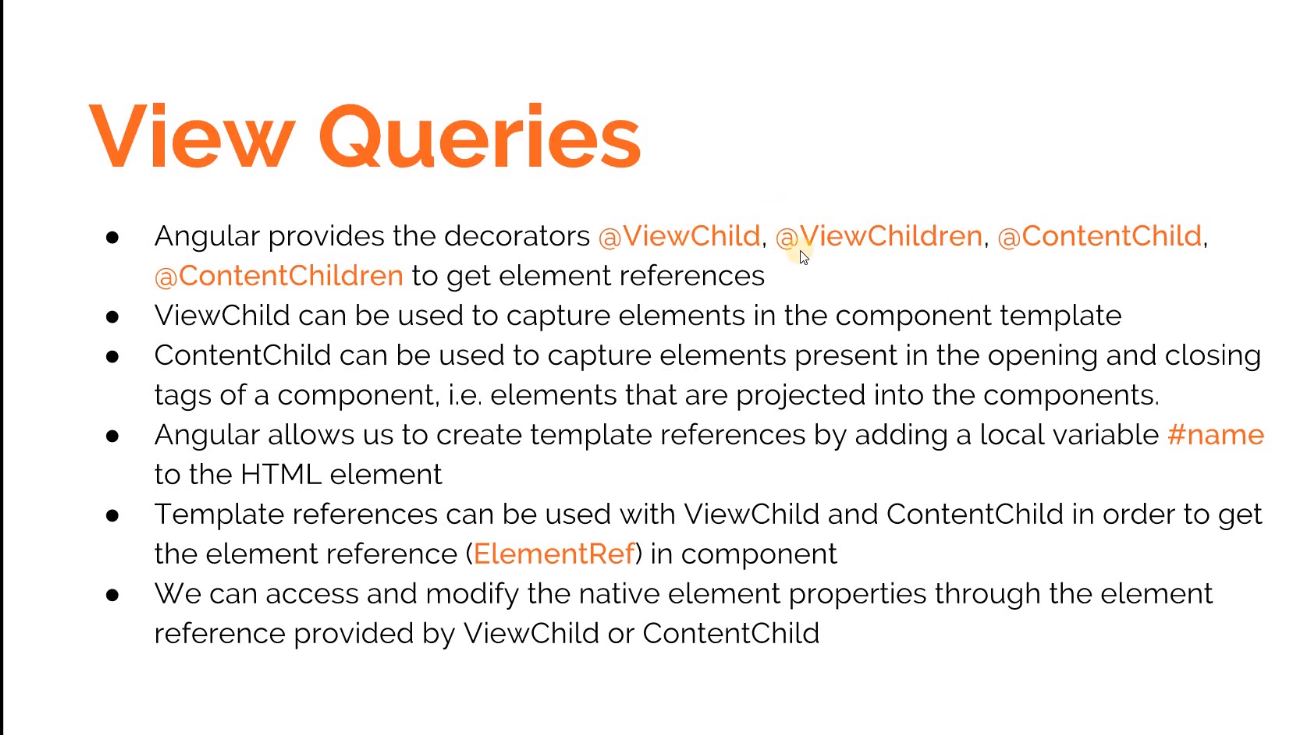 View Queries
● Angular provides the decorators @ViewChild, @ViewChildren, @ContentChild,
@ContentChildren to get element references
● ViewChild can be used to capture elements in the component template
● ContentChild can be used to capture elements present in the opening and closing
tags of a component, i.e. elements that are projected into the components.
● Angular allows us to create template references by adding a local variable #name
to the HTML element
● Template references can be used with ViewChild and ContentChild in order to get
the element reference (ElementRef) in component
● We can access and modify the native element properties through the element
reference provided by ViewChild or ContentChild